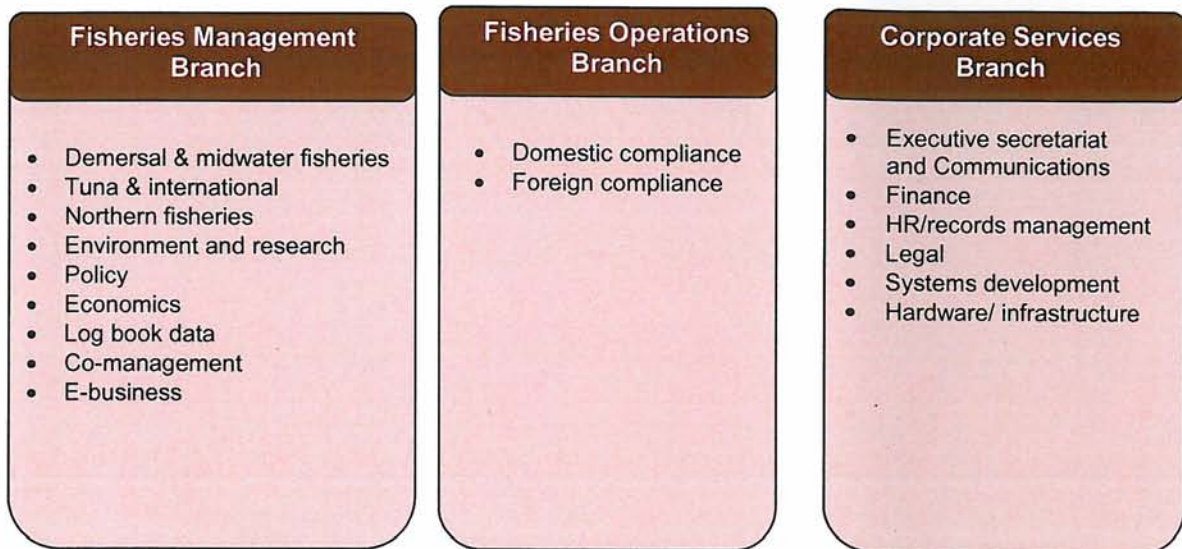 Fisheries Management
Branch
• Demersal & midwater fisheries
• Tuna & international
• Northern fisheries
• Environment and research
• Policy
• Economics
• Log book data
• Co-management
• E-business
Fisheries Operations
Branch
• Domestic compliance
• Foreign compliance
Corporate Services
Branch
• Executive secretariat
and Communications
• Finance
• HR/records management
• Legal
• Systems development
• Hardware/ infrastructure